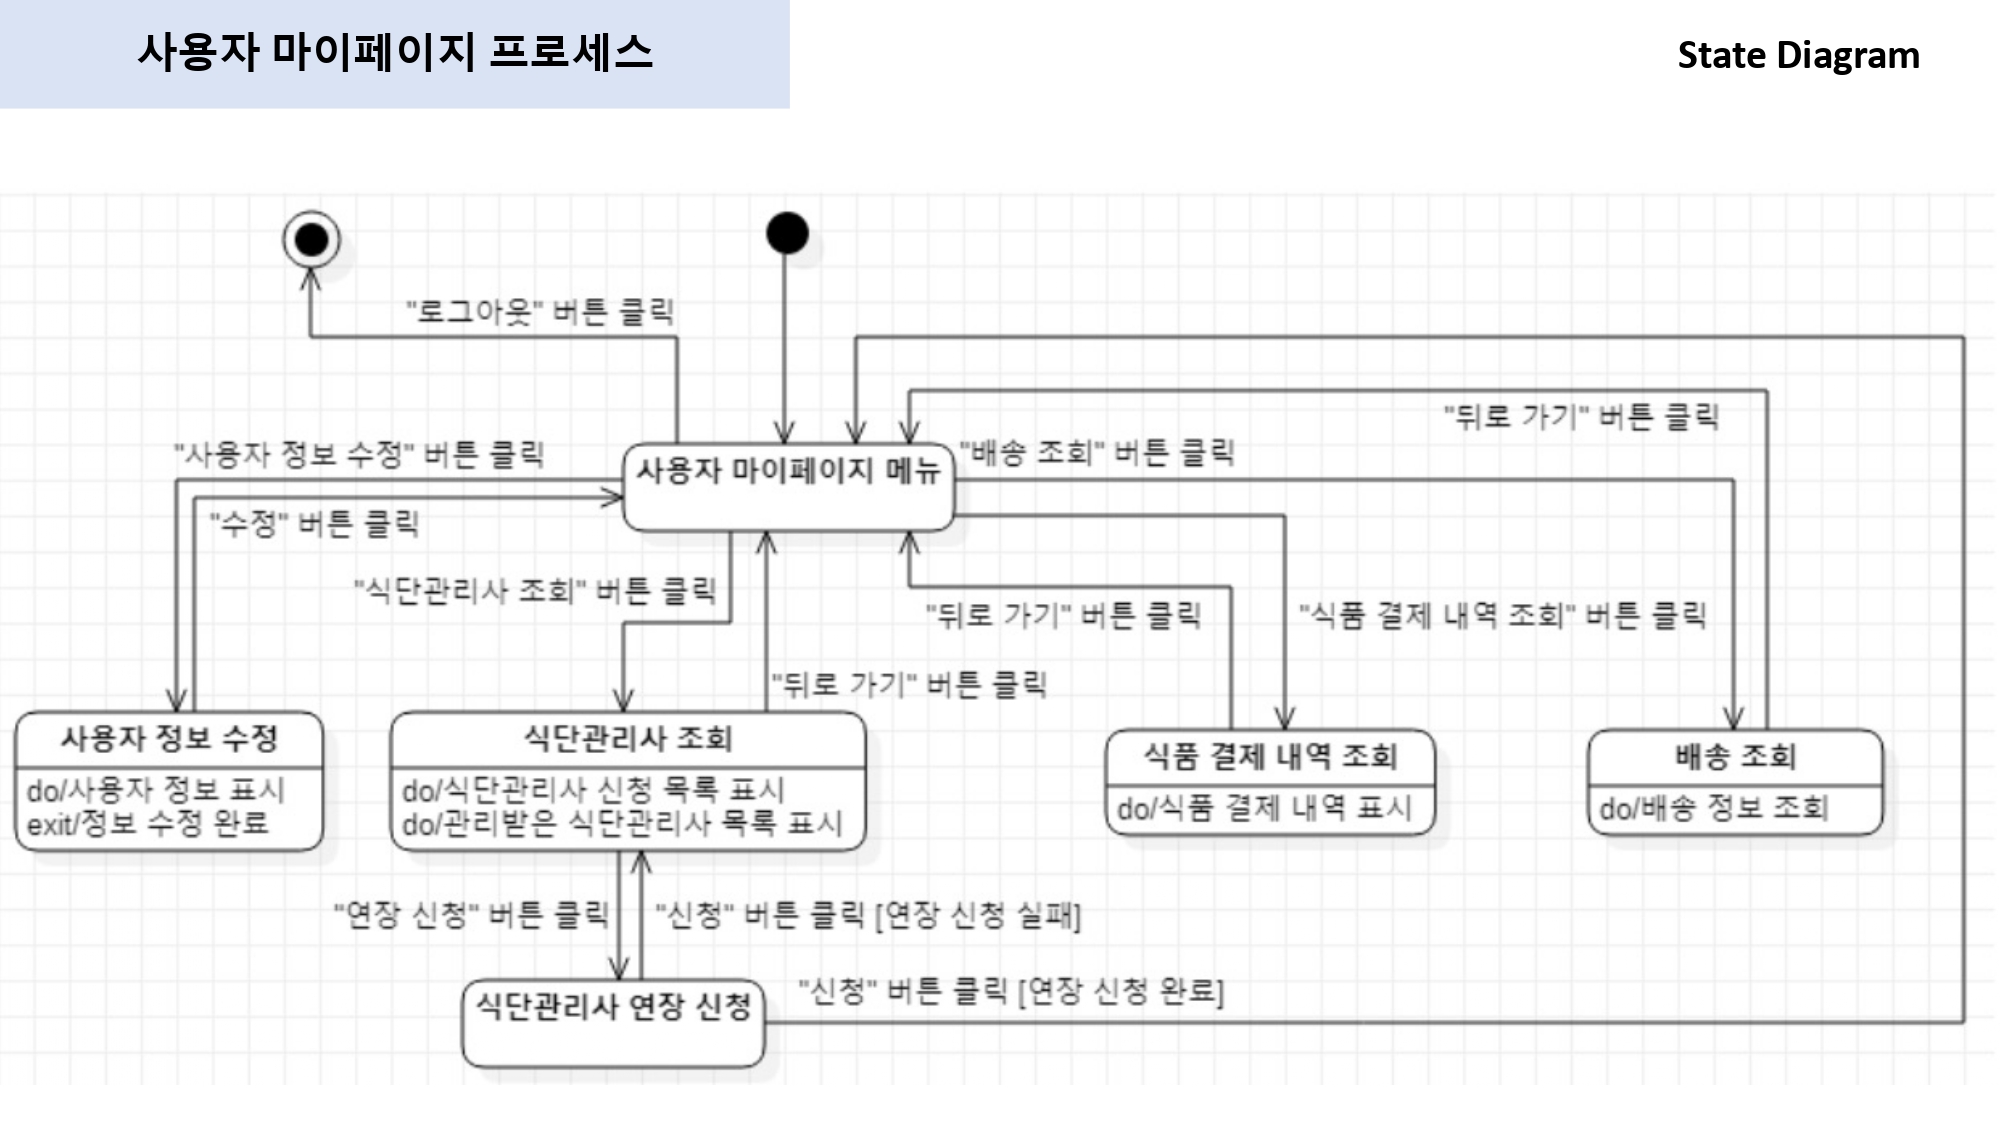 사용자 마이페이지 프로세스
State Diagram
"로그아웃" 버튼 클릭
"뒤로 가기" 버튼 클릭
"사용자 정보 수정" 버튼 클릭
"배송 조회" 버튼 클릭
사용자 마이페이지 메뉴
"수정" 버튼 클릭
"식단관리사 조회" 버튼 클릭
"뒤로 가기" 버튼 클릭
"식품 결제 내역 조회" 버튼 클릭
"뒤로 가기" 버튼 클릭
사용자 정보 수정
do/사용자 정보 표시
exit/정보 수정 완료
식단관리사 조회
do/식단관리사 신청 목록 표시
do/관리받은 식단관리사 목록 표시
식품 결제 내역 조회
do/식품 결제 내역 표시
배송 조회
do/배송 정보 조회
"연장 신청" 버튼 클릭
"신청" 버튼 클릭 [연장 신청 실패]
"신청" 버튼 클릭 [연장 신청 완료]
식단관리사 연장 신청